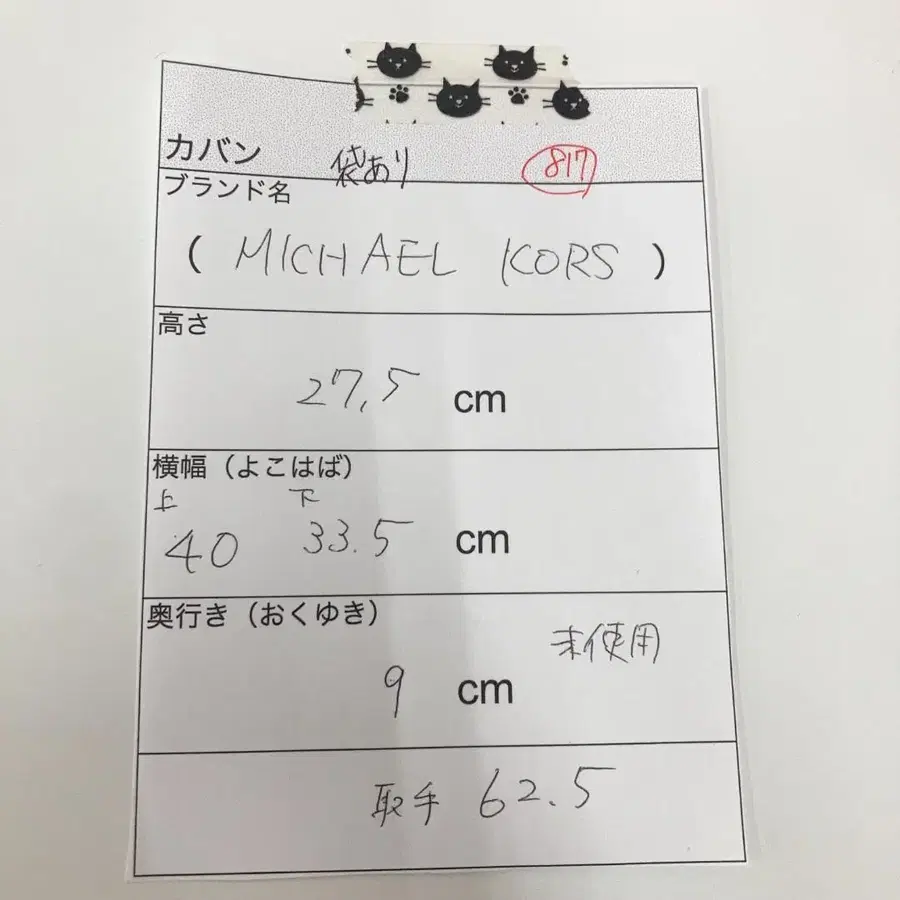 カバン 袋あり 817
ブランド名
( MICHAEL KORS )
高さ
27.5 cm
横幅（よこはば）
上 下
40 33.5 cm
奥行き（おくゆき）
未使用
9 cm
取手 62.5